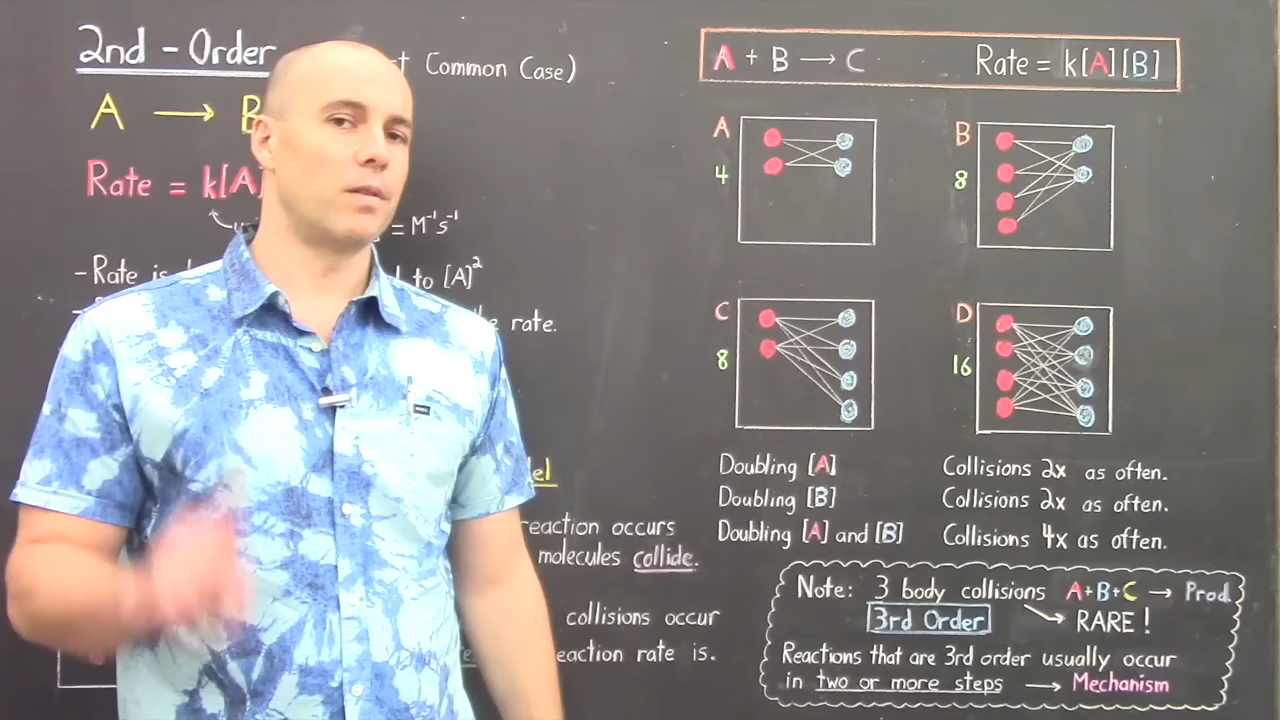 2nd - Order
Common Case)
A → B
Rate = k[A]
= M⁻¹s⁻¹
- Rate is
to [A]²
rate.
reaction occurs
molecules collide.
collisions occur
reaction rate is.
A + B → C Rate = k[A][B]
A
4
B
8
C
8
D
16
Doubling [A] Collisions 2x as often.
Doubling [B] Collisions 2x as often.
Doubling [A] and [B] Collisions 4x as often.
Note: 3 body collisions A+B+C → Prod.
3rd Order → RARE!
Reactions that are 3rd order usually occur
in two or more steps → Mechanism